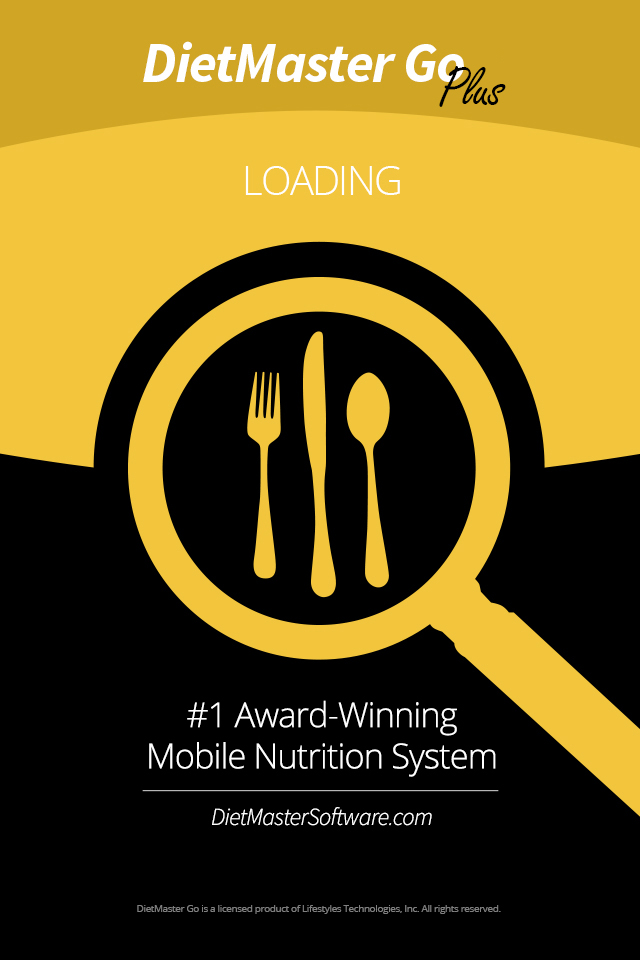 DietMaster Go
Plus
LOADING
#1 Award-Winning
Mobile Nutrition System
DietMasterSoftware.com
DietMaster Go is a licensed product of Lifestyles Technologies, Inc. All rights reserved.